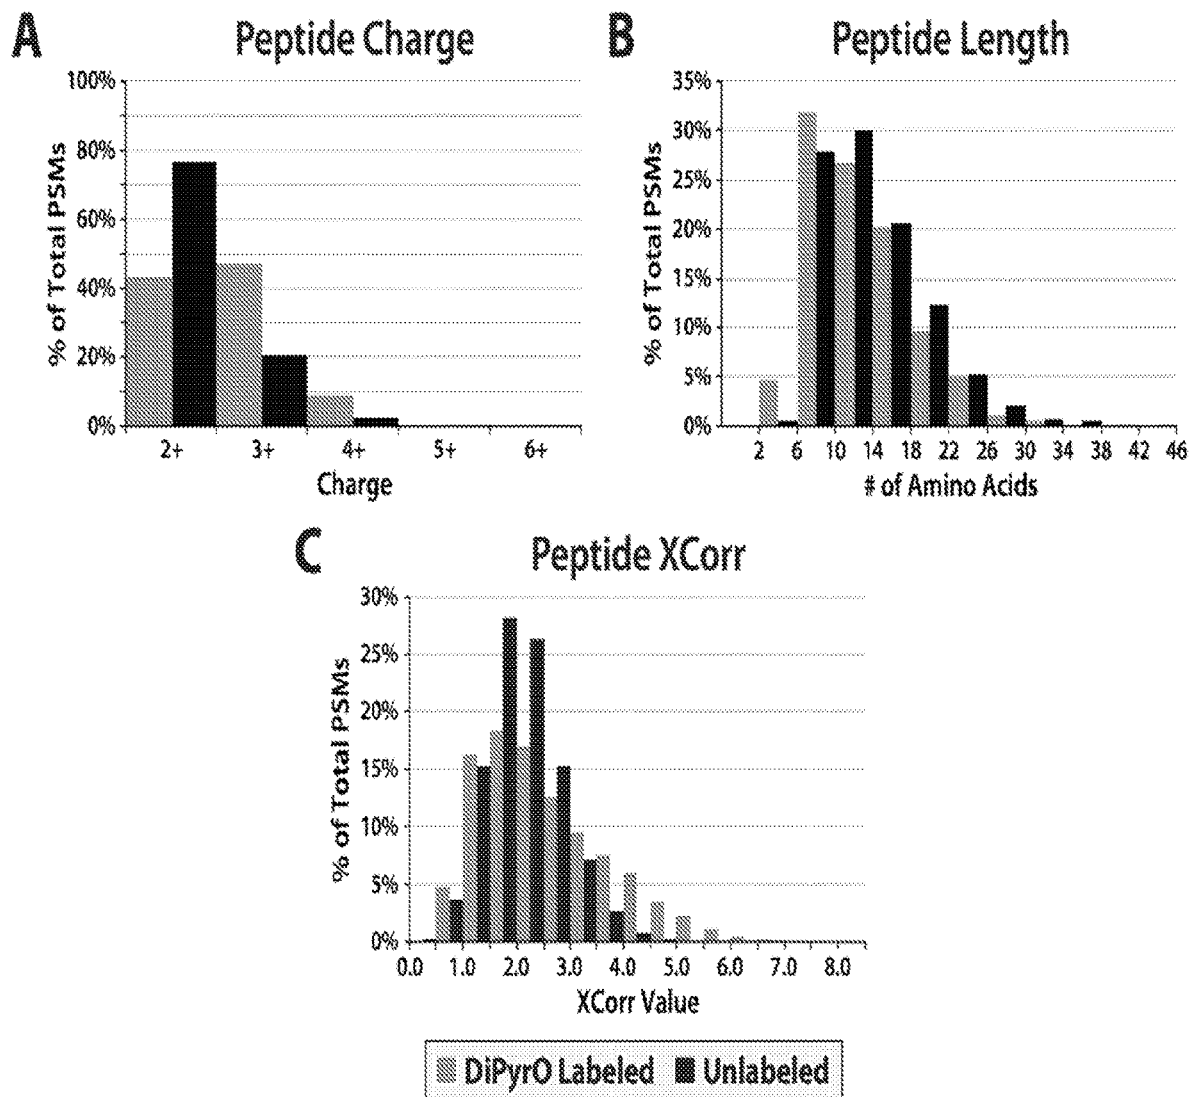 A
Peptide Charge
% of Total PSMs
100%
80%
60%
40%
20%
0%
2+ 3+ 4+ 5+ 6+
Charge
B
Peptide Length
% of Total PSMs
35%
30%
25%
20%
15%
10%
5%
0%
2 6 10 14 18 22 26 30 34 38 42 46
# of Amino Acids
C
Peptide XCorr
% of Total PSMs
30%
25%
20%
15%
10%
5%
0%
0.0 1.0 2.0 3.0 4.0 5.0 6.0 7.0 8.0
XCorr Value
DiPyrO Labeled Unlabeled